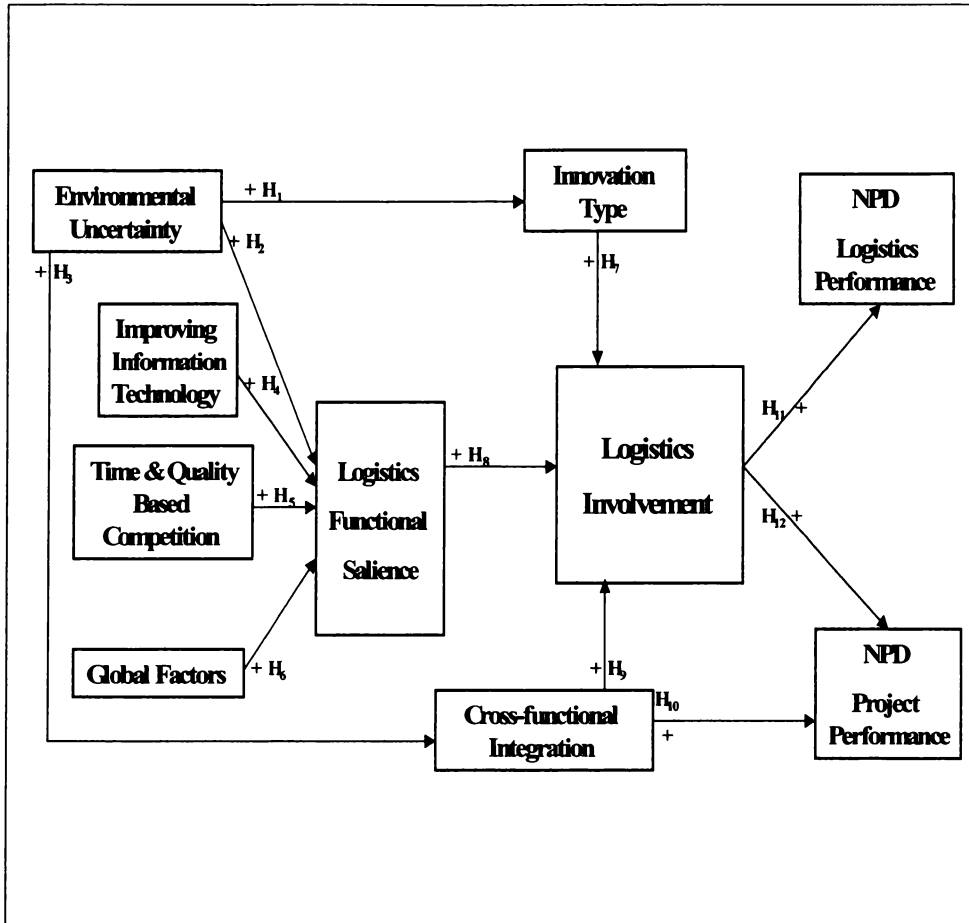 Environmental
Uncertainty
+ H₁
+ H₂
+ H₃
Innovation
Type
+ H₇
NPD
Logistics
Performance
Improving
Information
Technology
+ H₄
Time & Quality
Based
Competition
+ H₅
Global Factors
+ H₆
Logistics
Functional
Salience
+ H₈
Logistics
Involvement
H₁₁ +
H₁₂ +
+ H₉
Cross-functional
Integration
H₁₀
+
NPD
Project
Performance